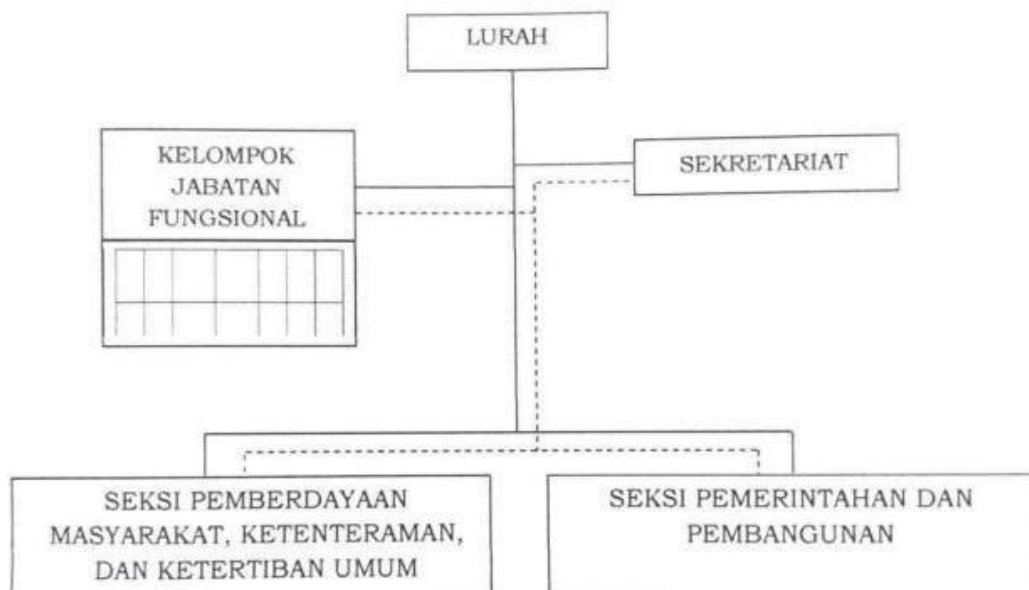 LURAH
KELOMPOK
JABATAN
FUNGSIONAL
SEKRETARIAT
SEKSI PEMBERDAYAAN
MASYARAKAT, KETENTERAMAN,
DAN KETERTIBAN UMUM
SEKSI PEMERINTAHAN DAN
PEMBANGUNAN